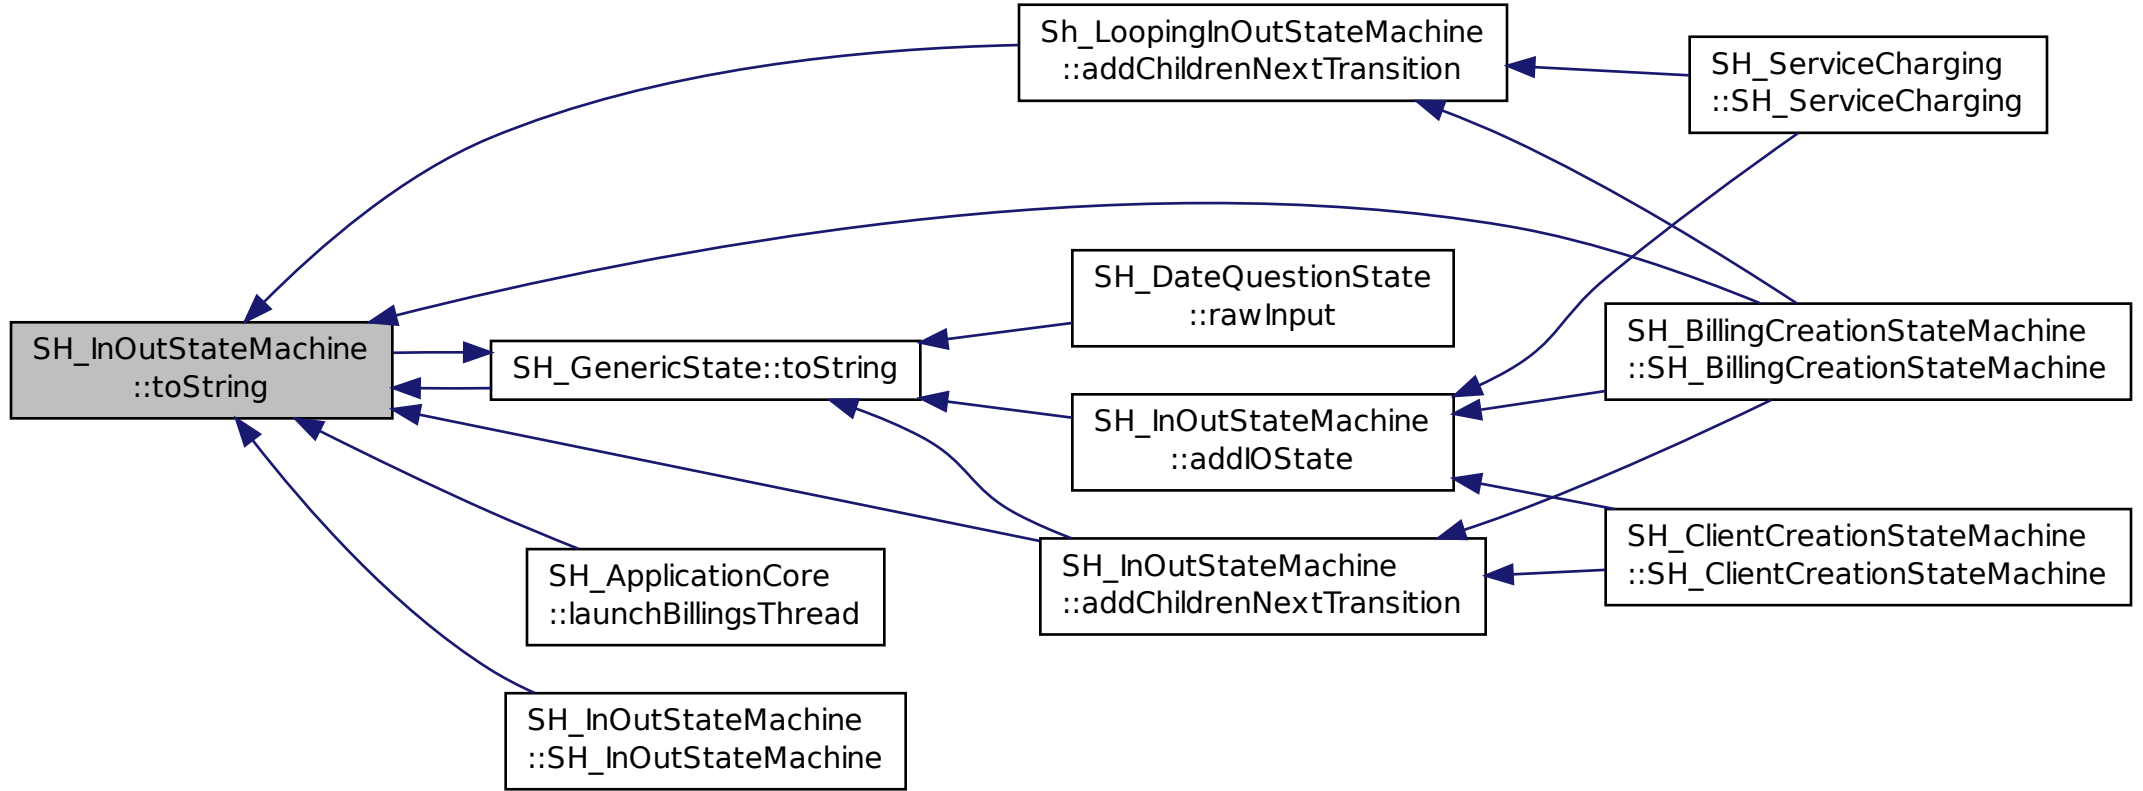 Sh_LoopingInOutStateMachine
::addChildrenNextTransition
SH_ServiceCharging
::SH_ServiceCharging
SH_DateQuestionState
::rawInput
SH_InOutStateMachine
::toString
SH_GenericState::toString
SH_BillingCreationStateMachine
::SH_BillingCreationStateMachine
SH_InOutStateMachine
::addIOState
SH_ClientCreationStateMachine
::SH_ClientCreationStateMachine
SH_ApplicationCore
::launchBillingsThread
SH_InOutStateMachine
::addChildrenNextTransition
SH_InOutStateMachine
::SH_InOutStateMachine